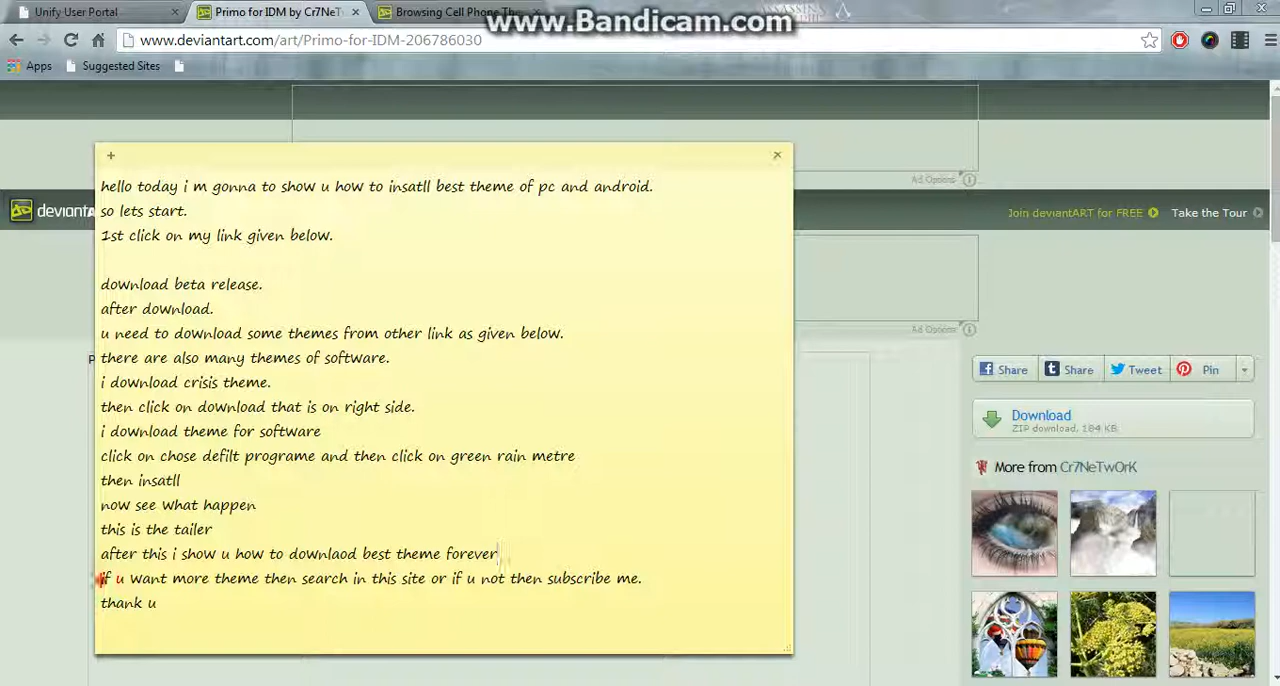 www.Bandicam.com
Unify User Portal
Primo for IDM by Cr7NeT
Browsing Cell Phone The
www.deviantart.com/art/Primo-for-IDM-206786030
Apps
Suggested Sites
Ad Options
deviant
Join deviantART for FREE
Take the Tour
hello today i m gonna to show u how to insatll best theme of pc and android.
so lets start.
1st click on my link given below.
download beta release.
after download.
u need to download some themes from other link as given below.
there are also many themes of software.
i download crisis theme.
then click on download that is on right side.
i download theme for software
click on chose defilt programe and then click on green rain metre
then insatll
now see what happen
this is the tailer
after this i show u how to downlaod best theme forever
if u want more theme then search in this site or if u not then subscribe me.
thank u
Ad Options
Share
Share
Tweet
Pin
Download
ZIP download, 184 KB
More from Cr7NeTwOrK